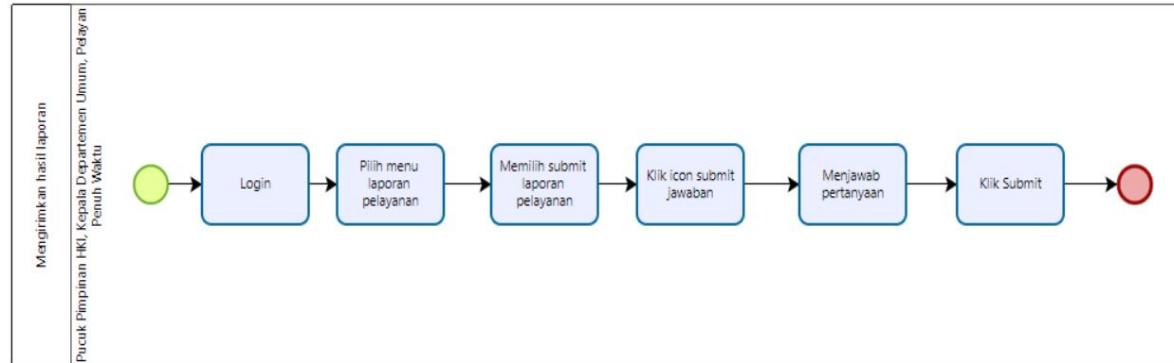 Mengirimkan hasil laporan
Pucuk Pimpinan HKI, Kepala Departemen Umum, Pelayan
Penuh Waktu
Login
Pilih menu
laporan
pelayanan
Memilih submit
laporan
pelayanan
Klik icon submit
jawaban
Menjawab
pertanyaan
Klik Submit